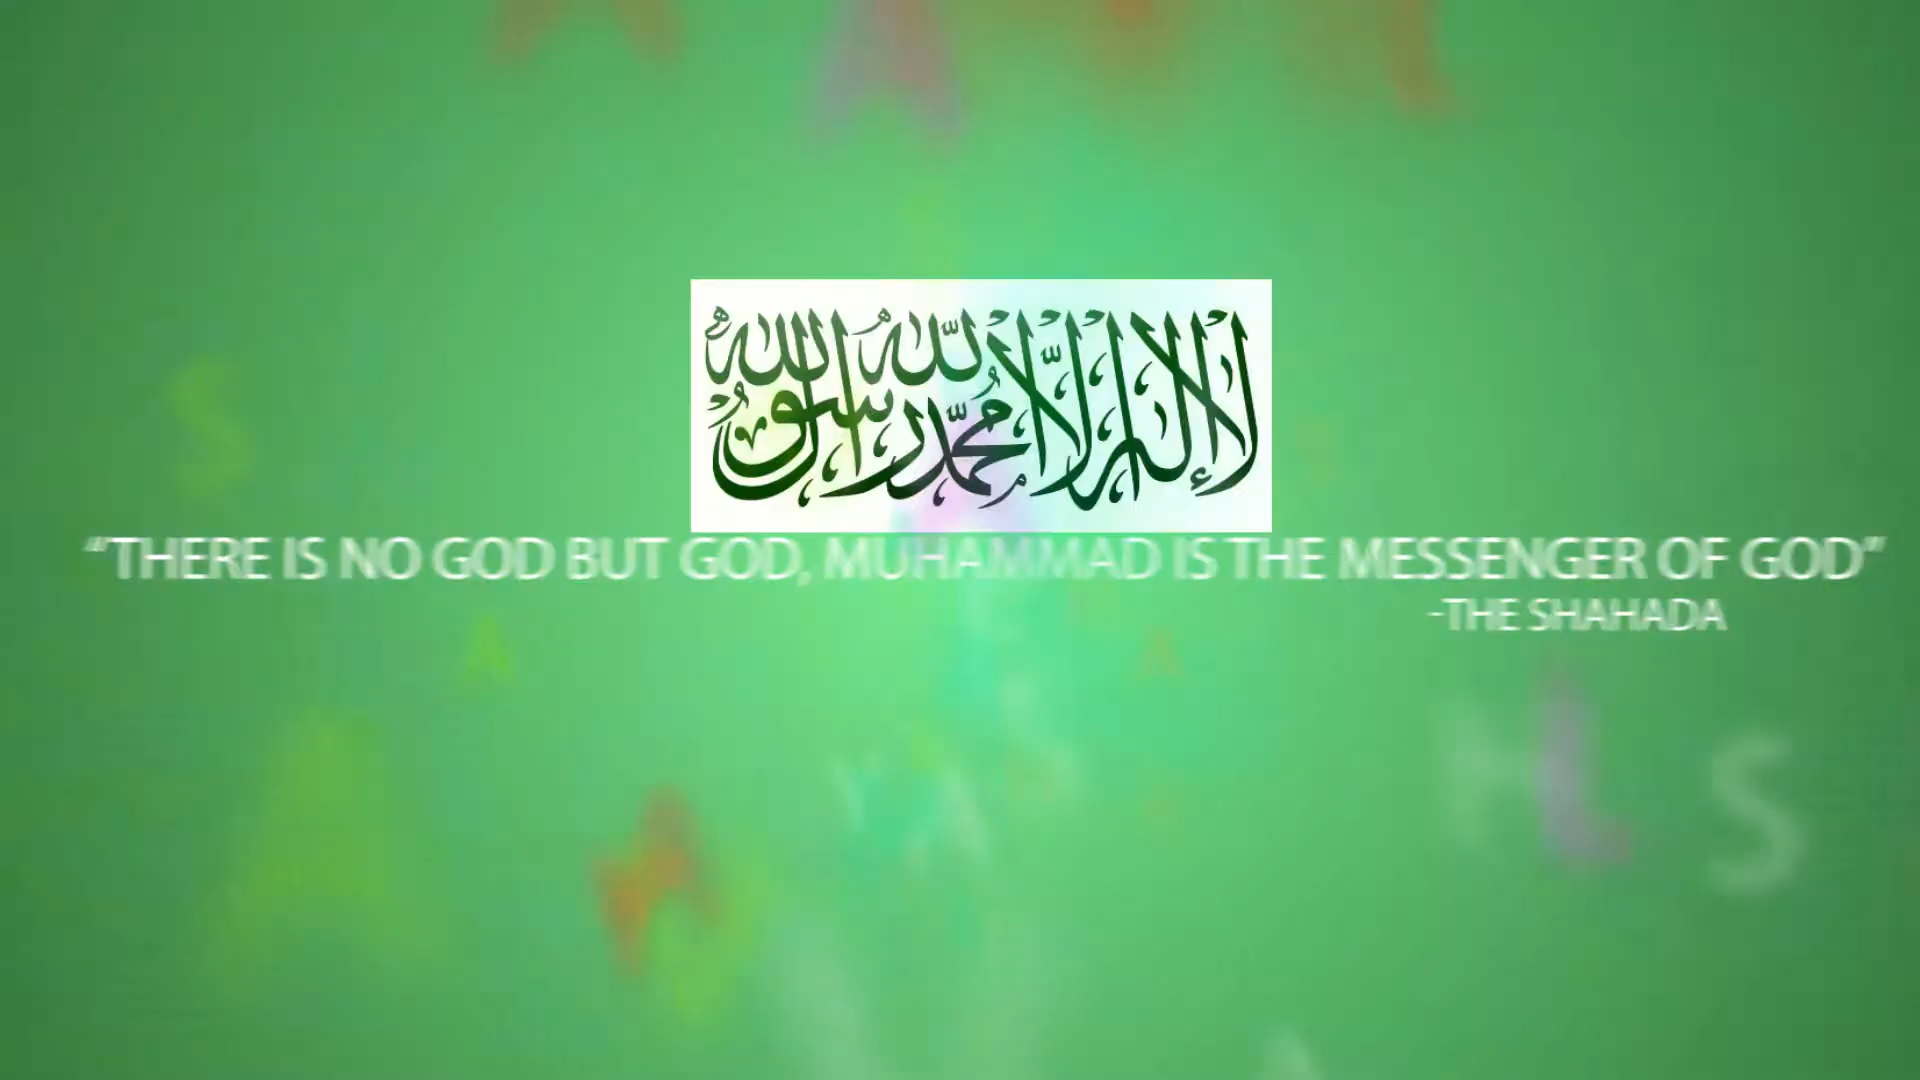 لا إله إلا الله محمد رسول الله
“THERE IS NO GOD BUT GOD, MUHAMMAD IS THE MESSENGER OF GOD”
-THE SHAHADA